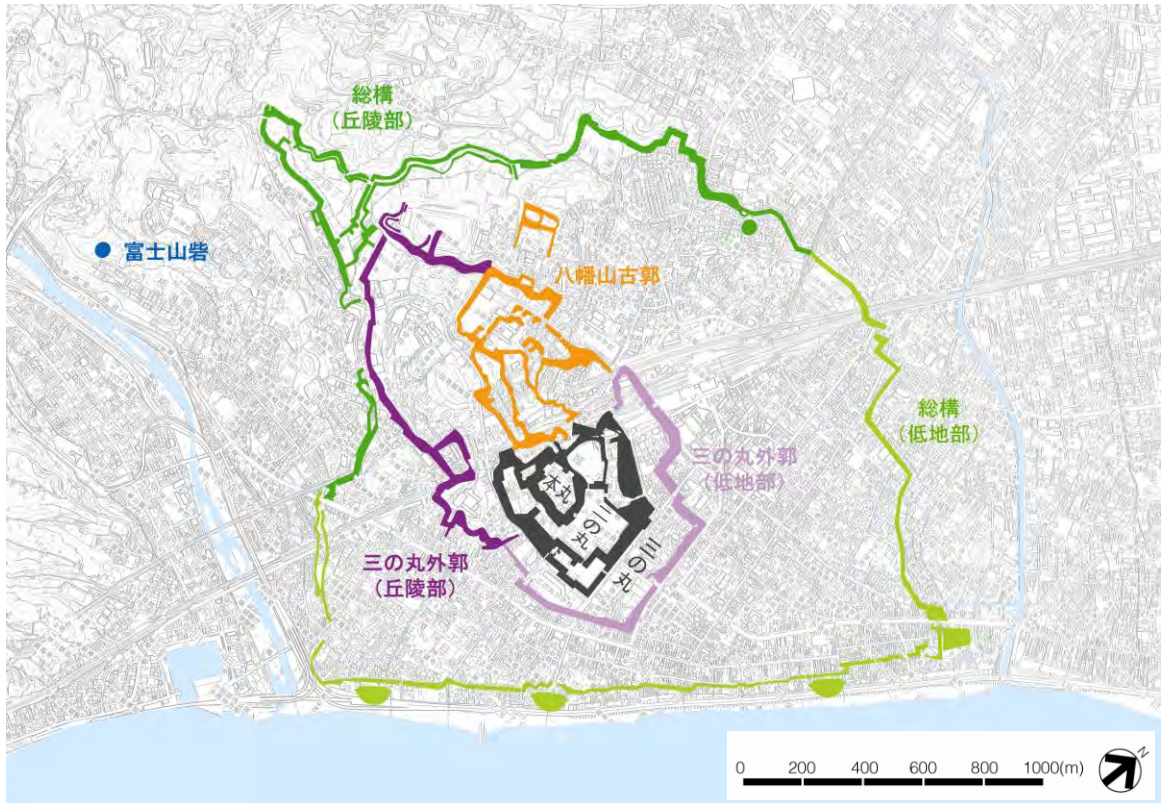 総構
（丘陵部）
富士山砦
八幡山古郭
総構
（低地部）
三の丸外郭
（低地部）
本丸
二の丸
三の丸
三の丸外郭
（丘陵部）
0 200 400 600 800 1000(m)
N